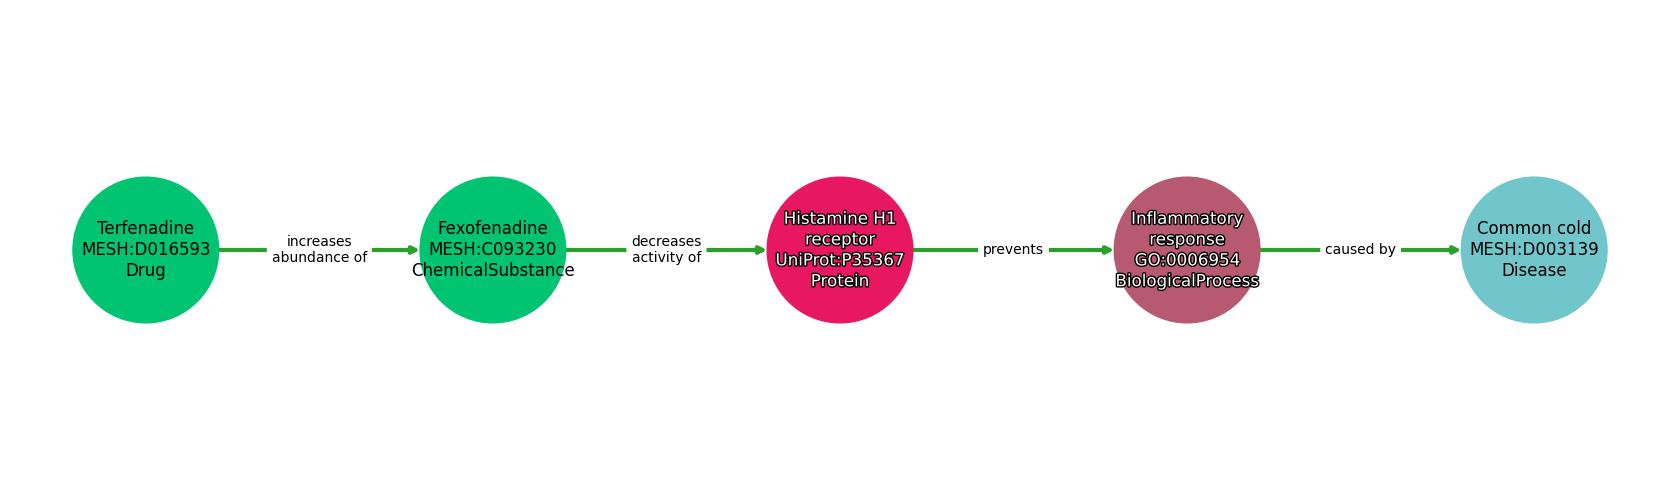 Terfenadine
MESH:D016593
Drug
increases
abundance of
Fexofenadine
MESH:C093230
ChemicalSubstance
decreases
activity of
Histamine H1
receptor
UniProt:P35367
Protein
prevents
Inflammatory
response
GO:0006954
BiologicalProcess
caused by
Common cold
MESH:D003139
Disease